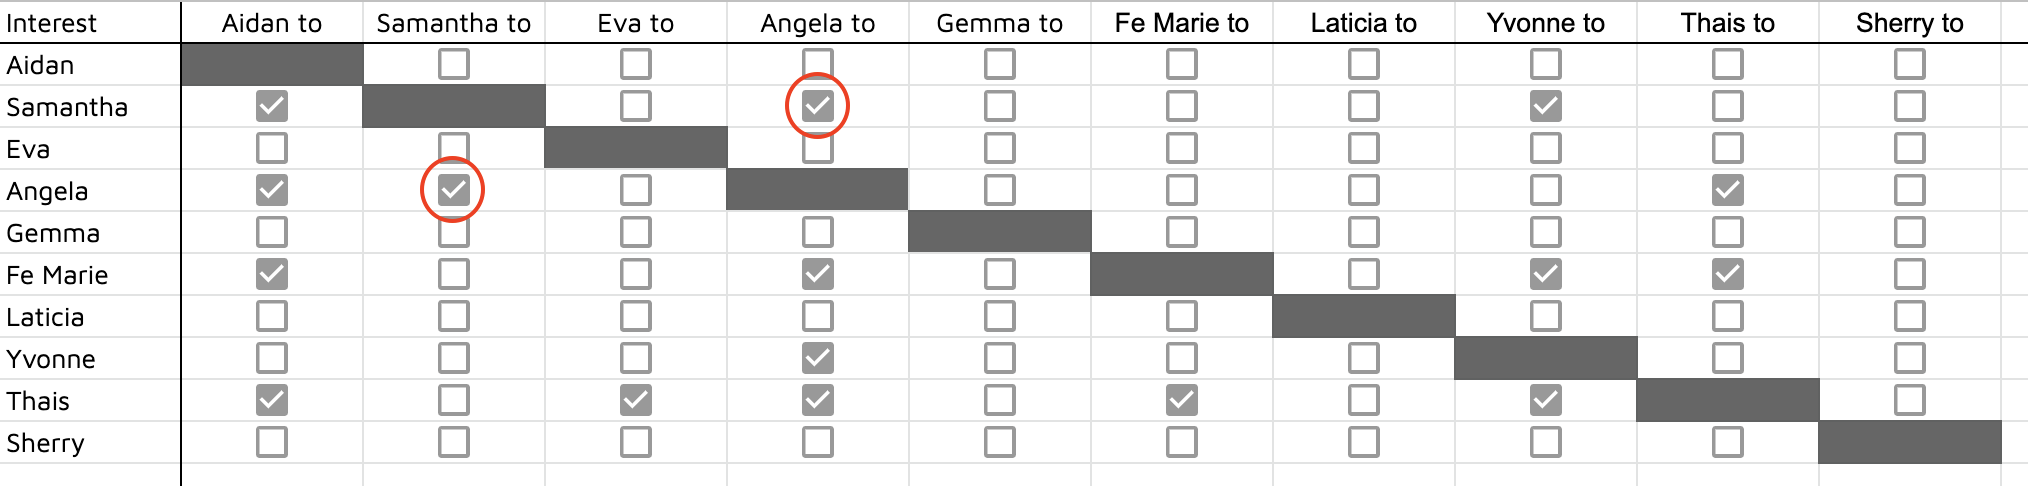 Interest Aidan to Samantha to Eva to Angela to Gemma to Fe Marie to Laticia to Yvonne to Thais to Sherry to
Aidan
Samantha
Eva
Angela
Gemma
Fe Marie
Laticia
Yvonne
Thais
Sherry